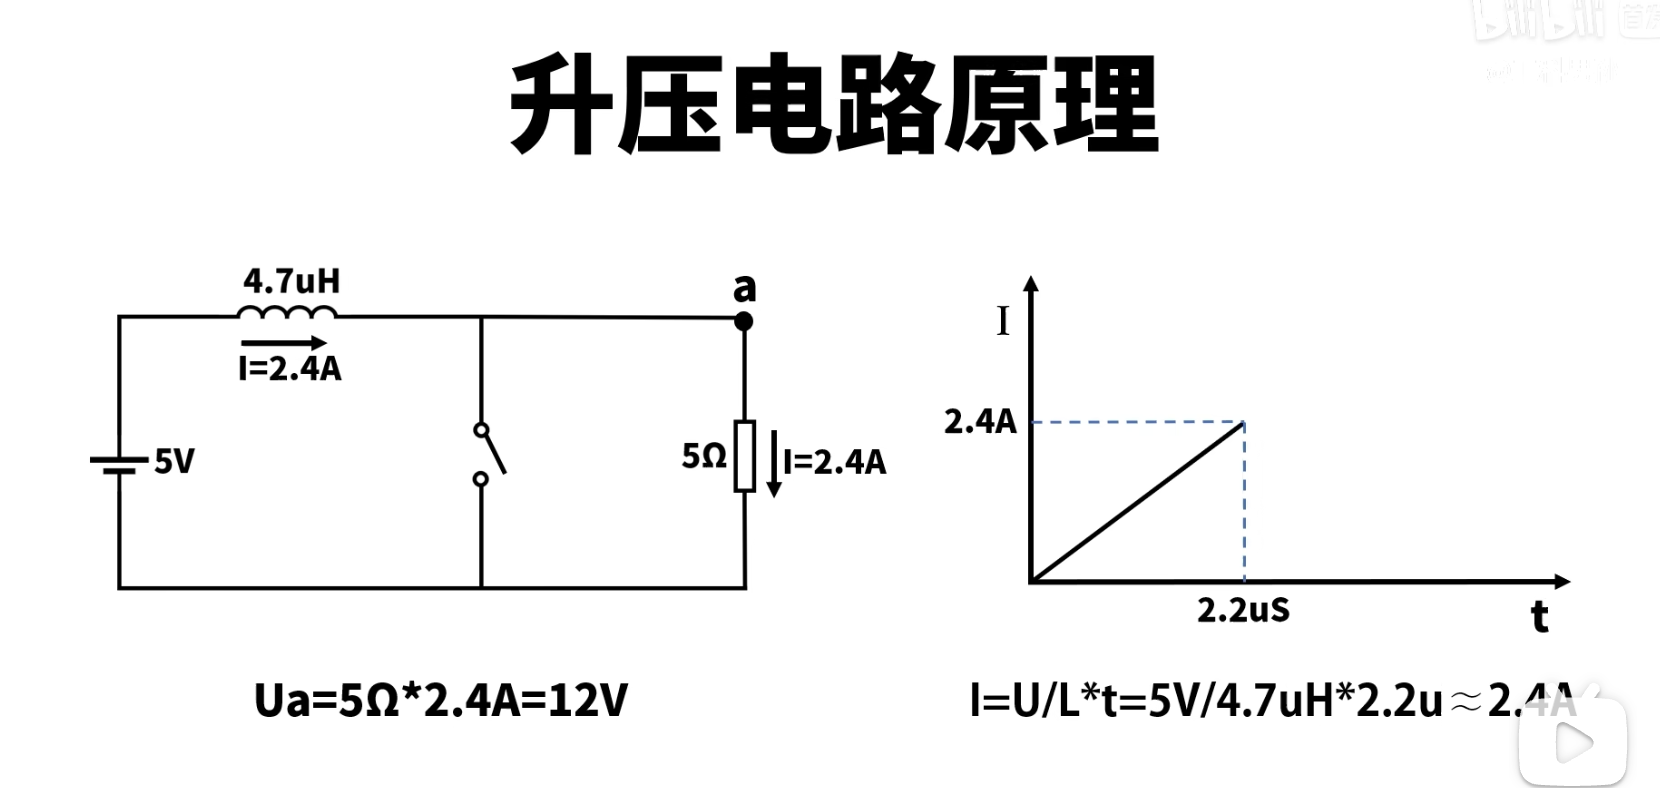 bilibili
升压电路原理
4.7uH
I=2.4A
5V
a
5Ω
I=2.4A
I
2.4A
2.2uS
t
Ua=5Ω*2.4A=12V
I=U/L*t=5V/4.7uH*2.2u≈2.4A